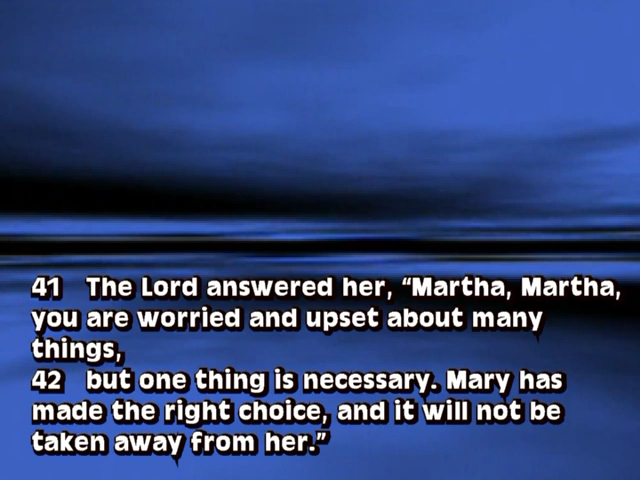 41 The Lord answered her, “Martha, Martha,
you are worried and upset about many
things,
42 but one thing is necessary. Mary has
made the right choice, and it will not be
taken away from her.”